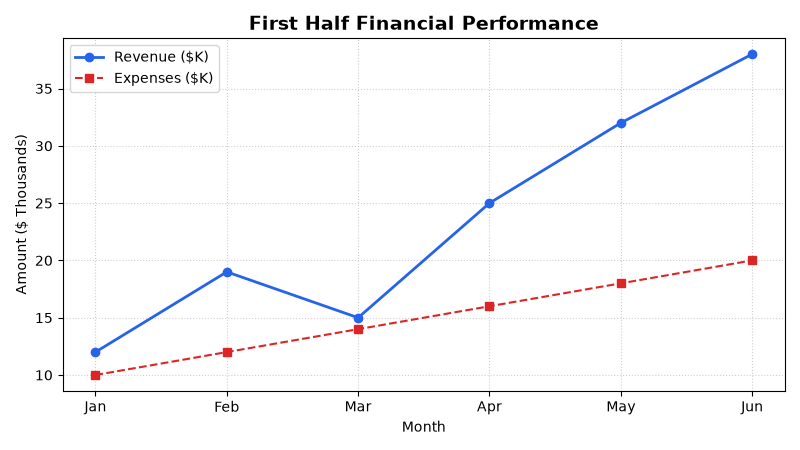 First Half Financial Performance
Revenue ($K)
Expenses ($K)
Amount ($ Thousands)
35
30
25
20
15
10
Jan Feb Mar Apr May Jun
Month